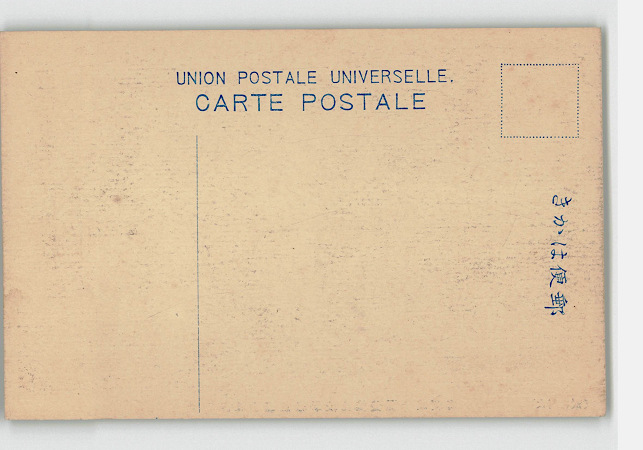 UNION POSTALE UNIVERSELLE.
CARTE POSTALE
きかは便郵